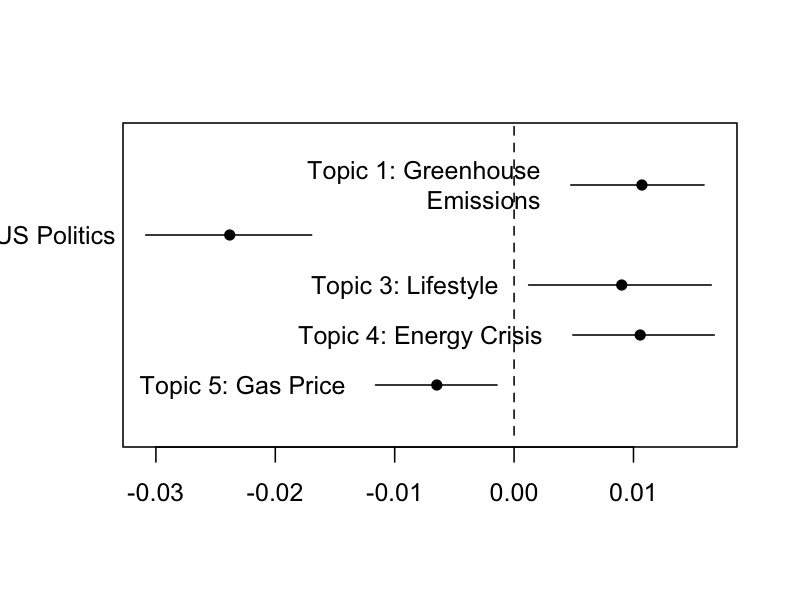 Topic 1: Greenhouse
Emissions
US Politics
Topic 3: Lifestyle
Topic 4: Energy Crisis
Topic 5: Gas Price
-0.03 -0.02 -0.01 0.00 0.01